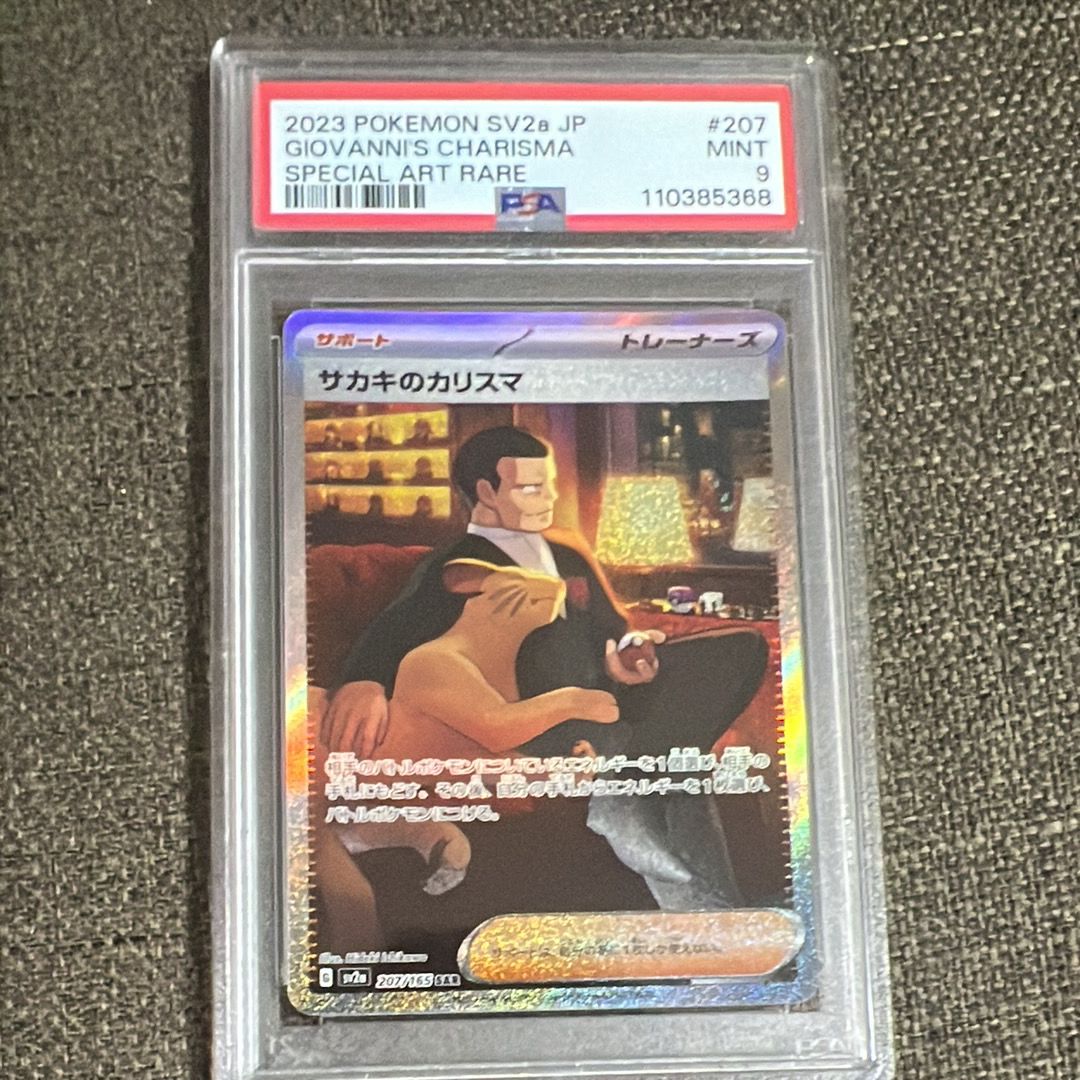 2023 POKEMON SV2a JP #207
GIOVANNI'S CHARISMA MINT
SPECIAL ART RARE 9
PSA 110385368
サポート トレーナーズ
サカキのカリスマ
相手のバトルポケモンについているエネルギーを1個選び、相手の
手札にもどす。その後、自分の手札からエネルギーを1枚選び、
バトルポケモンにつける。
G sv2a 207/165 SAR
PSA